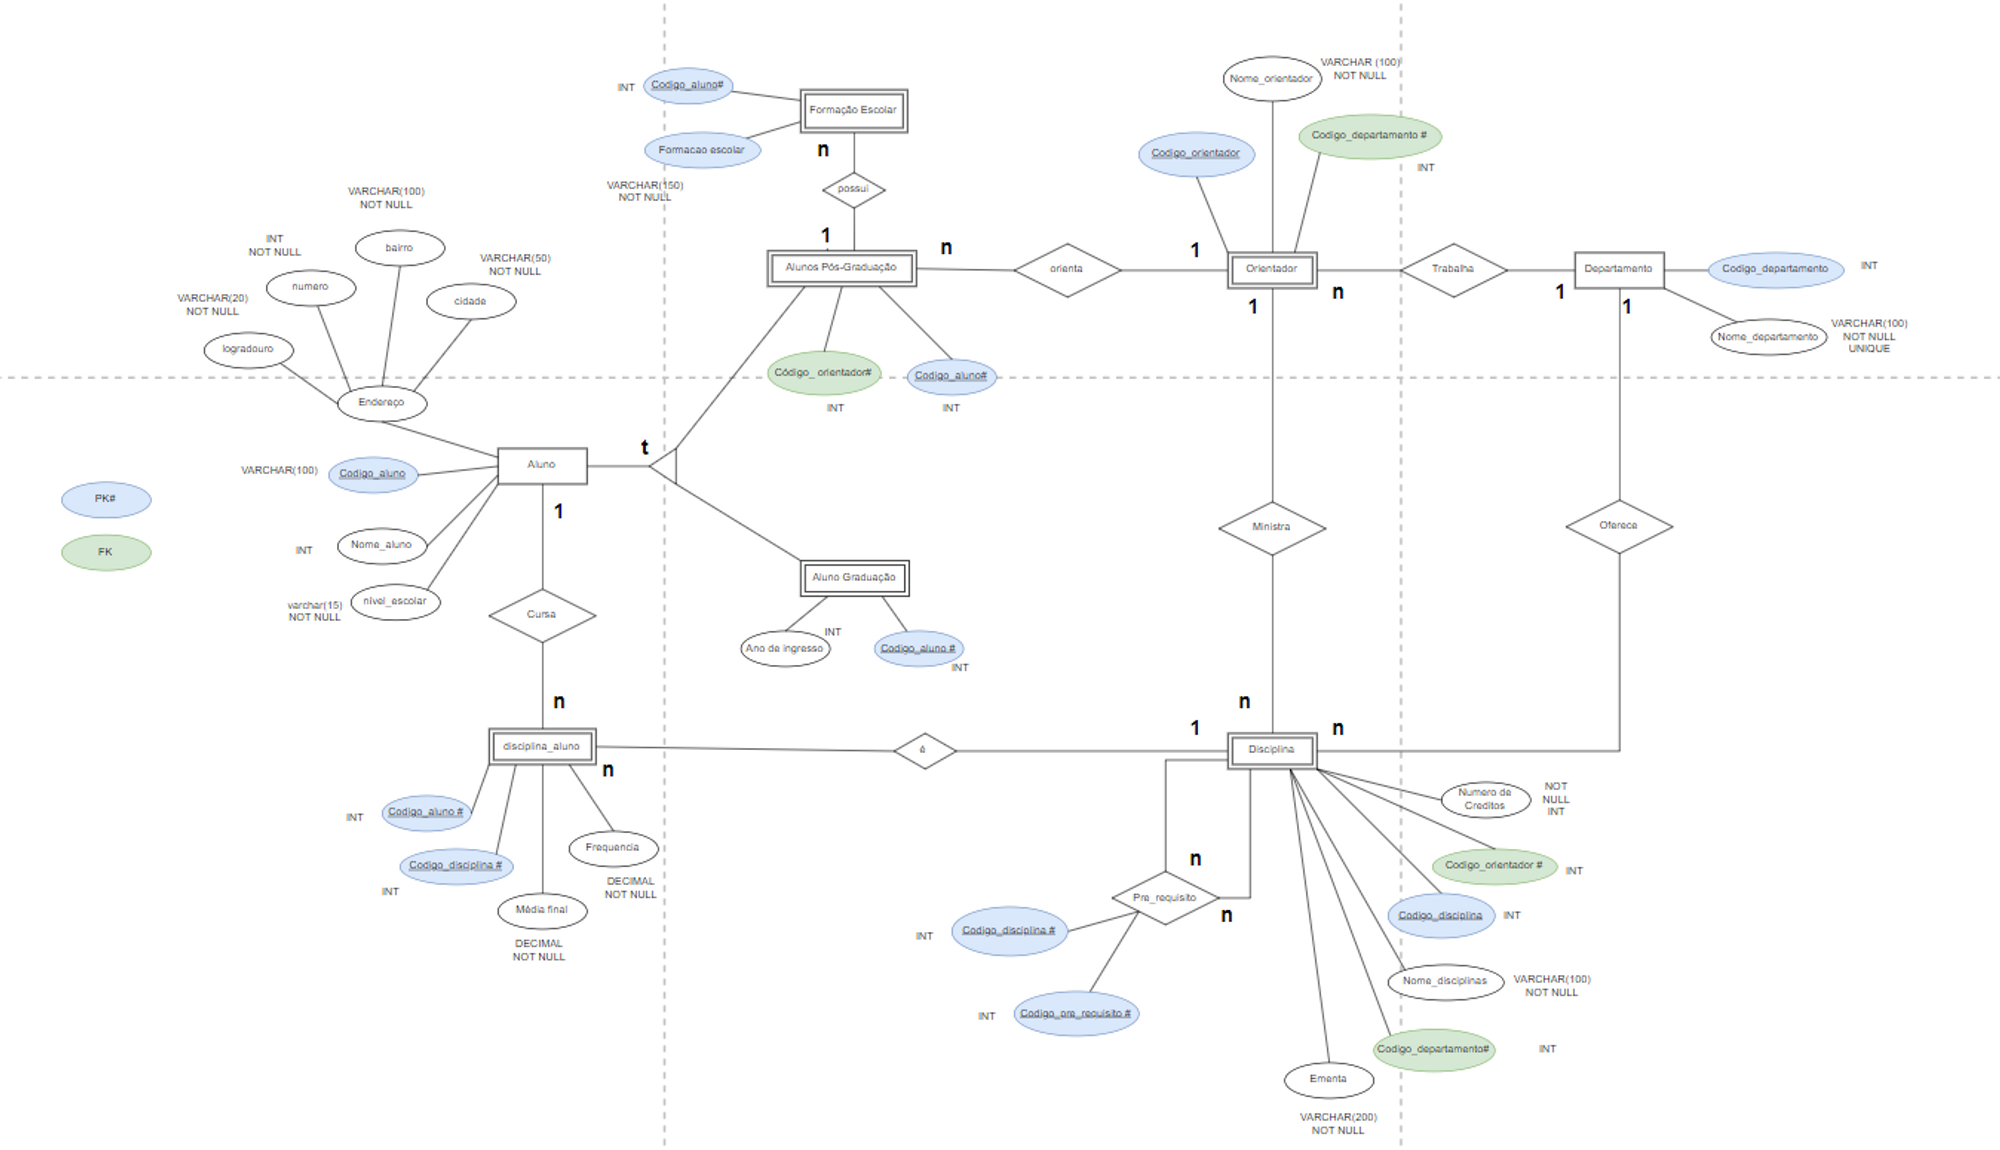 INT
Codigo_aluno#
Formação Escolar
Formacao escolar
VARCHAR(150)
NOT NULL
n
possui
1
Nome_orientador
VARCHAR (100)
NOT NULL
Codigo_departamento #
INT
Codigo_orientador
VARCHAR(100)
NOT NULL
INT
NOT NULL
bairro
VARCHAR(50)
NOT NULL
numero
cidade
VARCHAR(20)
NOT NULL
logradouro
Endereço
Alunos Pós-Graduação
n
orienta
1
Orientador
1
n
Trabalha
Departamento
1
1
Codigo_departamento
INT
Nome_departamento
VARCHAR(100)
NOT NULL
UNIQUE
Código_ orientador#
INT
Codigo_aluno#
INT
t
Aluno
VARCHAR(100)
Codigo_aluno
1
PK#
FK
INT
Nome_aluno
varchar(15)
NOT NULL
nível_escolar
Cursa
n
Aluno Graduação
Ano de ingresso
INT
Codigo_aluno #
INT
Ministra
Oferece
n
disciplina_aluno
n
é
1
Disciplina
n
INT
Codigo_aluno #
INT
Codigo_disciplina #
Frequencia
DECIMAL
NOT NULL
Média final
DECIMAL
NOT NULL
n
Pre_requisito
n
INT
Codigo_disciplina #
INT
Codigo_pre_requisito #
Numero de
Creditos
NOT
NULL
INT
Codigo_orientador #
INT
Codigo_disciplina
INT
Nome_disciplinas
VARCHAR(100)
NOT NULL
Codigo_departamento#
INT
Ementa
VARCHAR(200)
NOT NULL